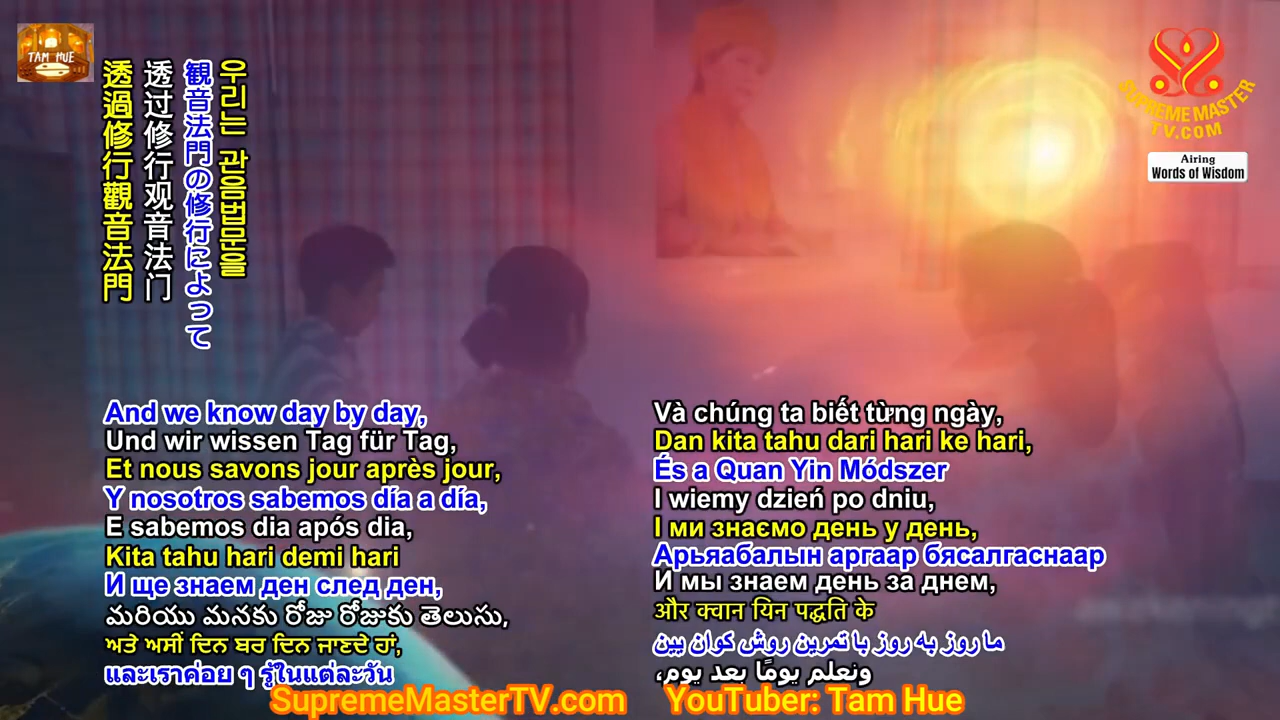 TAM HUE
透過修行觀音法門
透过修行观音法门
観音法門の修行によって
우리는 관음법문을
SUPREME MASTER
TV.COM
Airing
Words of Wisdom
And we know day by day,
Und wir wissen Tag für Tag,
Et nous savons jour après jour,
Y nosotros sabemos día a día,
E sabemos dia após dia,
Kita tahu hari demi hari
И ще знаем ден след ден,
మరియు మనకు రోజు రోజుకు తెలుసు,
ਅਤੇ ਅਸੀਂ ਦਿਨ ਬਰ ਦਿਨ ਜਾਣਦੇ ਹਾਂ,
และเราค่อย ๆ รู้ในแต่ละวัน
Và chúng ta biết từng ngày,
Dan kita tahu dari hari ke hari,
És a Quan Yin Módszer
I wiemy dzień po dniu,
І ми знаємо день у день,
Арьяабалын аргаар бясалгаснаар
И мы знаем день за днем,
और क्वान यिन पद्धति के
ما روز به روز با تمرین روش کوان یین
ونعلم يومًا بعد يوم،
SupremeMasterTV.com
YouTuber: Tam Hue